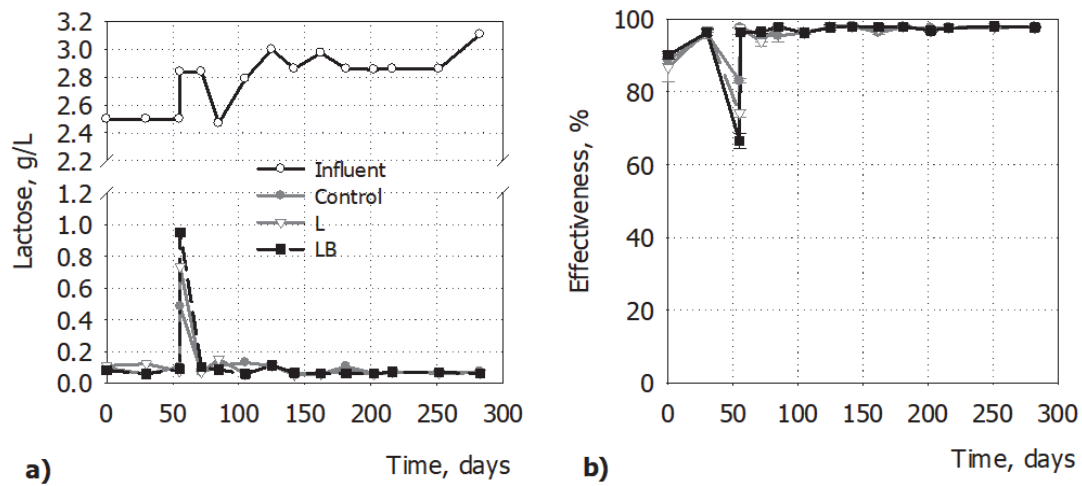 Lactose, g/L
3.2
3.0
2.8
2.6
2.4
2.2
1.2
1.0
0.8
0.6
0.4
0.2
0.0
Influent
Control
L
LB
0 50 100 150 200 250 300
Time, days
a)
Effectiveness, %
100
80
60
40
20
0
0 50 100 150 200 250 300
Time, days
b)